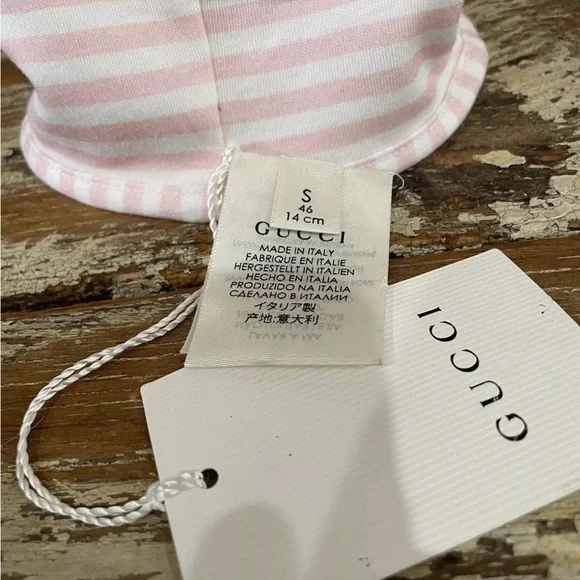 S
46
14 cm
GUCCI
MADE IN ITALY
FABRIQUE EN ITALIE
HERGESTELLT IN ITALIEN
HECHO EN ITALIA
PRODUZIDO NA ITALIA
СДЕЛАНО В ИТАЛИИ
イタリア製
产地:意大利
GUCCI